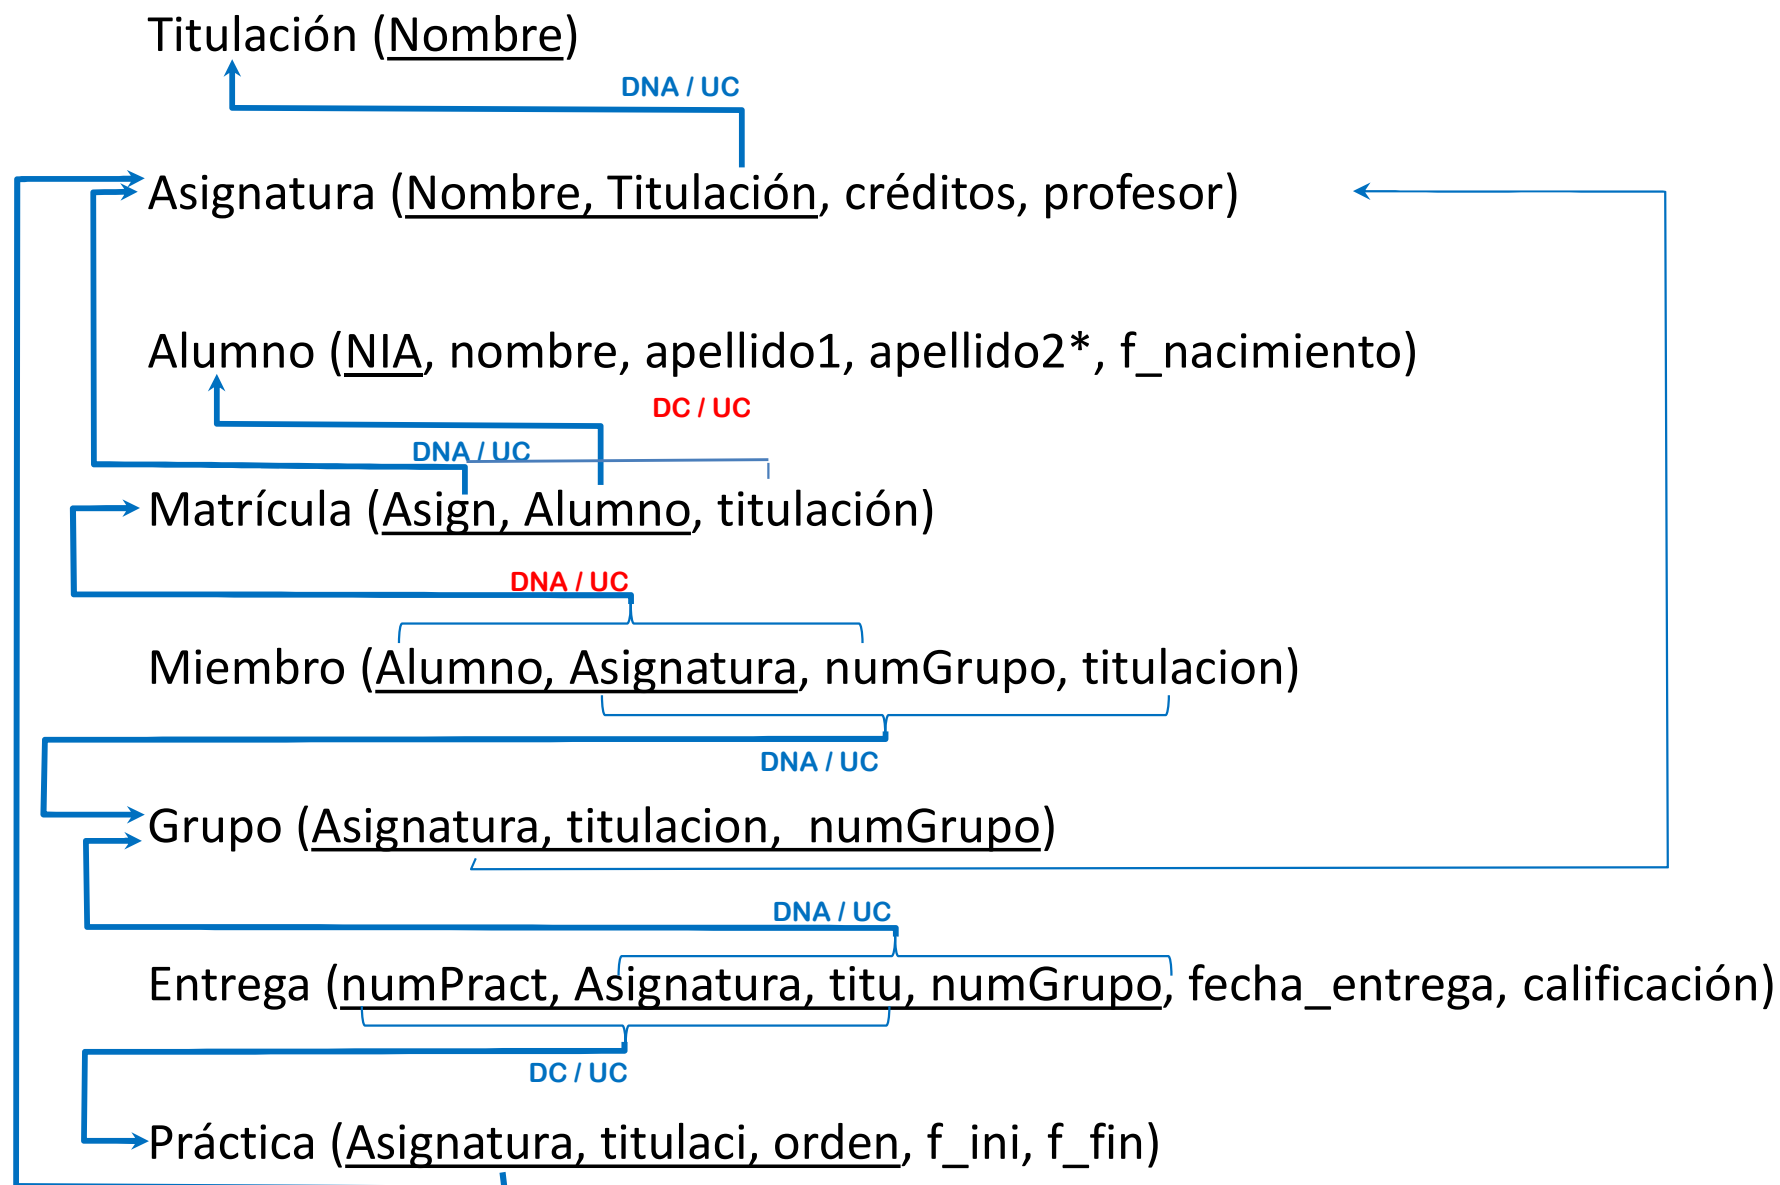 Titulación (Nombre)
DNA / UC
Asignatura (Nombre, Titulación, créditos, profesor)
Alumno (NIA, nombre, apellido1, apellido2*, f_nacimiento)
DC / UC
DNA / UC
Matrícula (Asign, Alumno, titulación)
DNA / UC
Miembro (Alumno, Asignatura, numGrupo, titulacion)
DNA / UC
Grupo (Asignatura, titulacion, numGrupo)
DNA / UC
Entrega (numPract, Asignatura, titu, numGrupo, fecha_entrega, calificación)
DC / UC
Práctica (Asignatura, titulaci, orden, f_ini, f_fin)